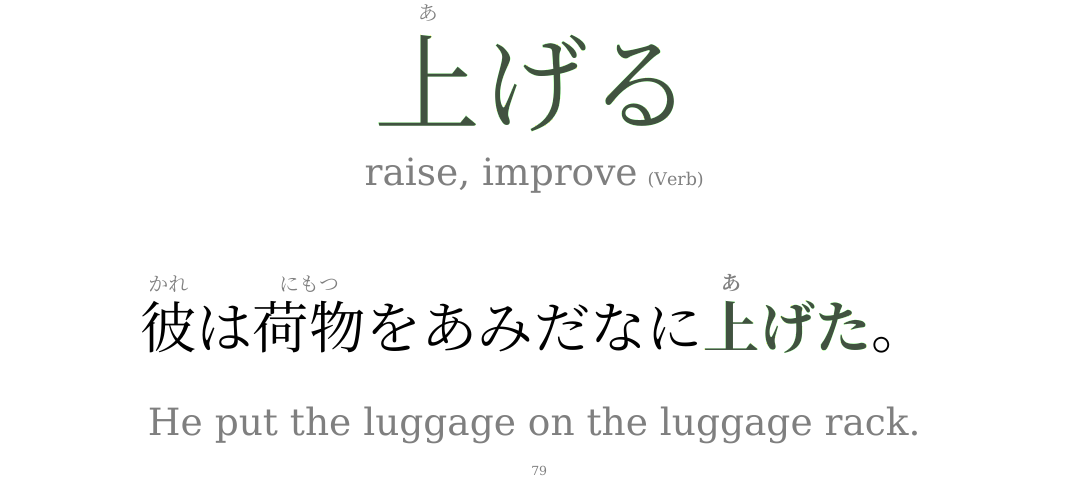 あ
上げる
raise, improve (Verb)
かれ にもつ あ
彼は荷物をあみだなに上げた。
He put the luggage on the luggage rack.
79